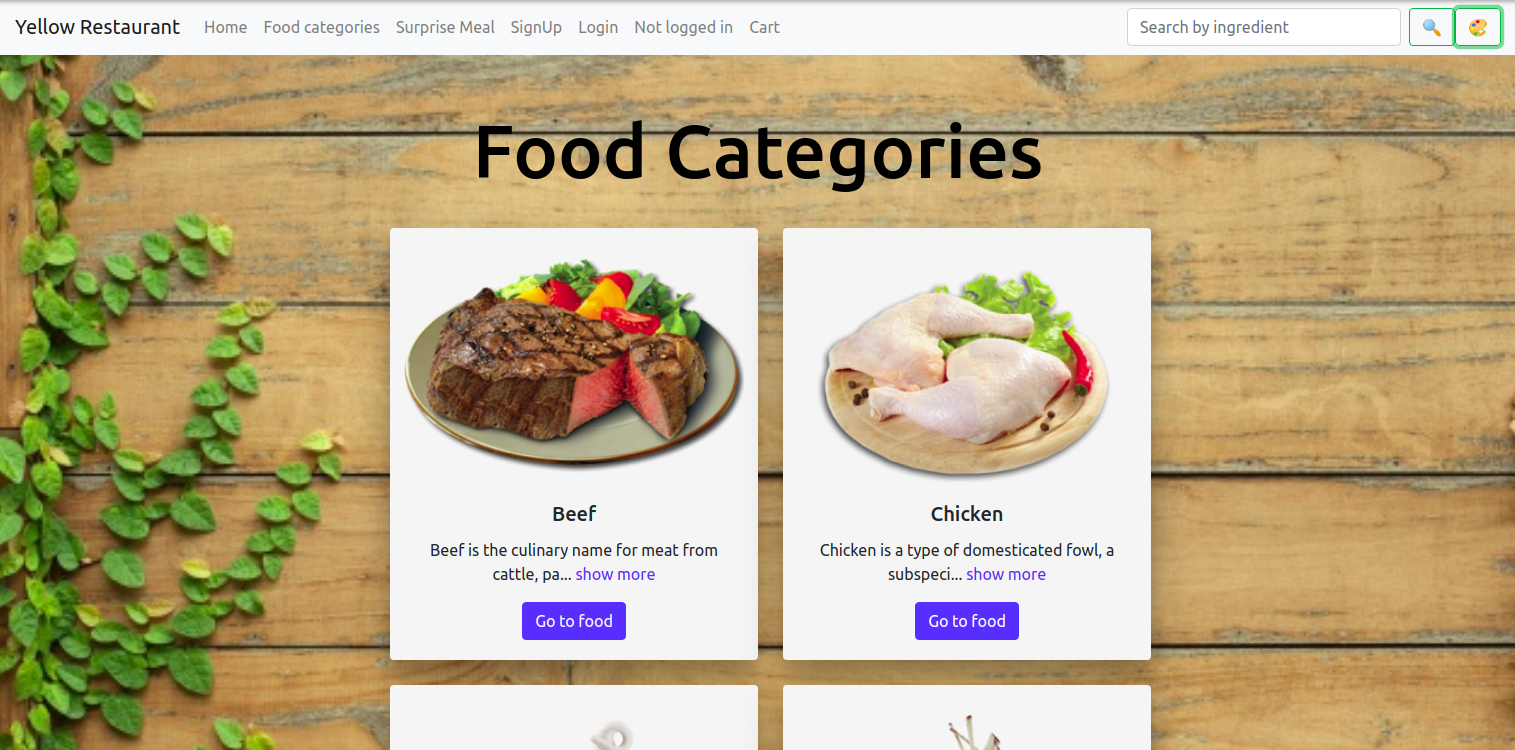 Yellow Restaurant Home Food categories Surprise Meal SignUp Login Not logged in Cart Search by ingredient
Food Categories
Beef
Beef is the culinary name for meat from
cattle, pa... show more
Go to food
Chicken
Chicken is a type of domesticated fowl, a
subspeci... show more
Go to food